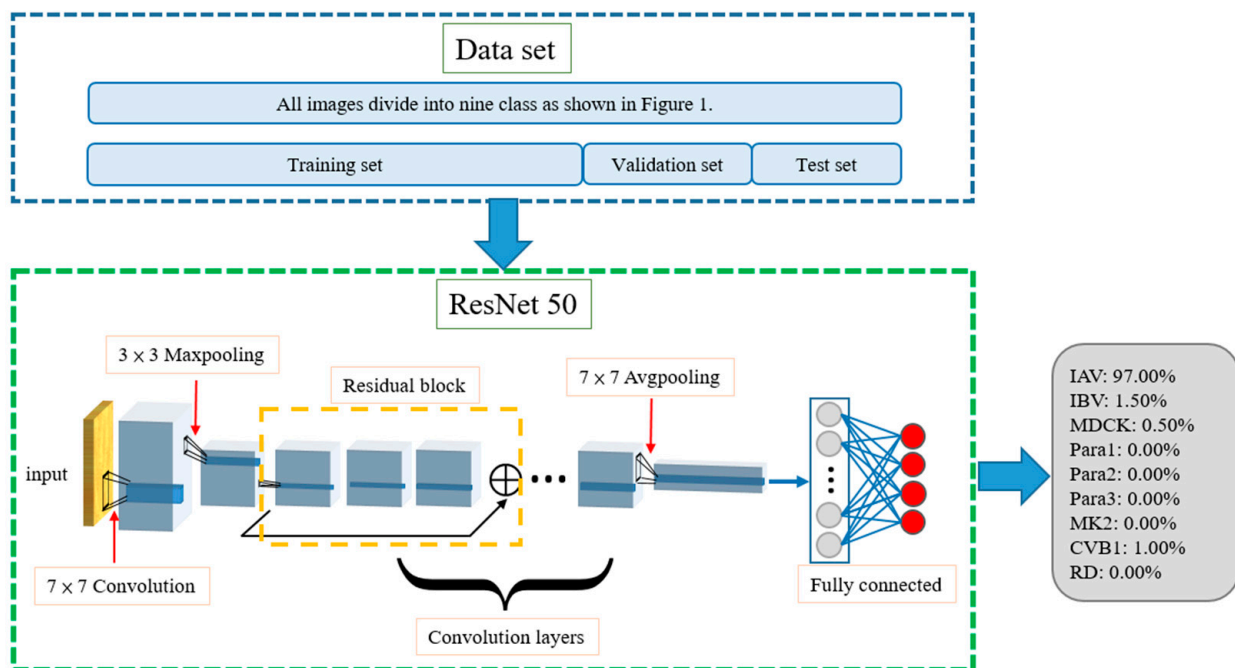 Data set
All images divide into nine class as shown in Figure 1.
Training set
Validation set
Test set
ResNet 50
3 × 3 Maxpooling
Residual block
7 × 7 Avgpooling
input
7 × 7 Convolution
Convolution layers
Fully connected
IAV: 97.00%
IBV: 1.50%
MDCK: 0.50%
Para1: 0.00%
Para2: 0.00%
Para3: 0.00%
MK2: 0.00%
CVB1: 1.00%
RD: 0.00%